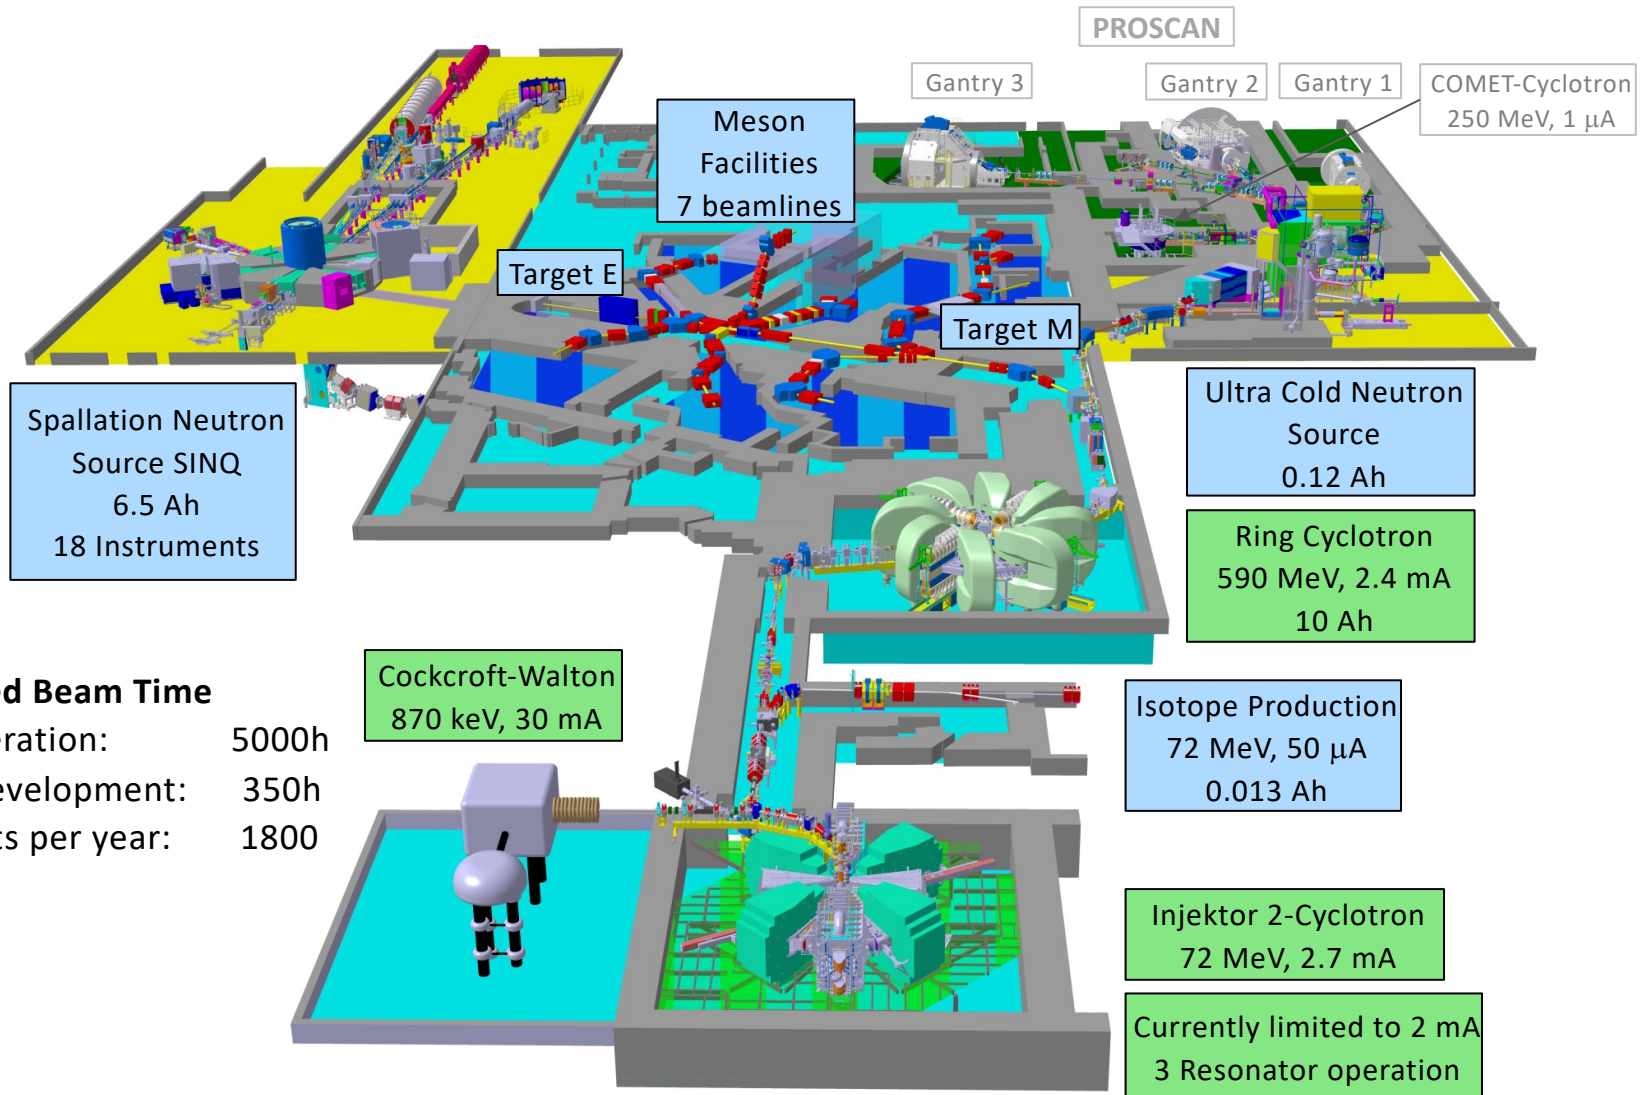 PROSCAN
Gantry 3
Gantry 2
Gantry 1
COMET-Cyclotron
250 MeV, 1 μA
Meson
Facilities
7 beamlines
Target E
Target M
Spallation Neutron
Source SINQ
6.5 Ah
18 Instruments
Ultra Cold Neutron
Source
0.12 Ah
Ring Cyclotron
590 MeV, 2.4 mA
10 Ah
Cockcroft-Walton
870 keV, 30 mA
Beam Time
5000h
350h
per year: 1800
Isotope Production
72 MeV, 50 μA
0.013 Ah
Injektor 2-Cyclotron
72 MeV, 2.7 mA
Currently limited to 2 mA
3 Resonator operation